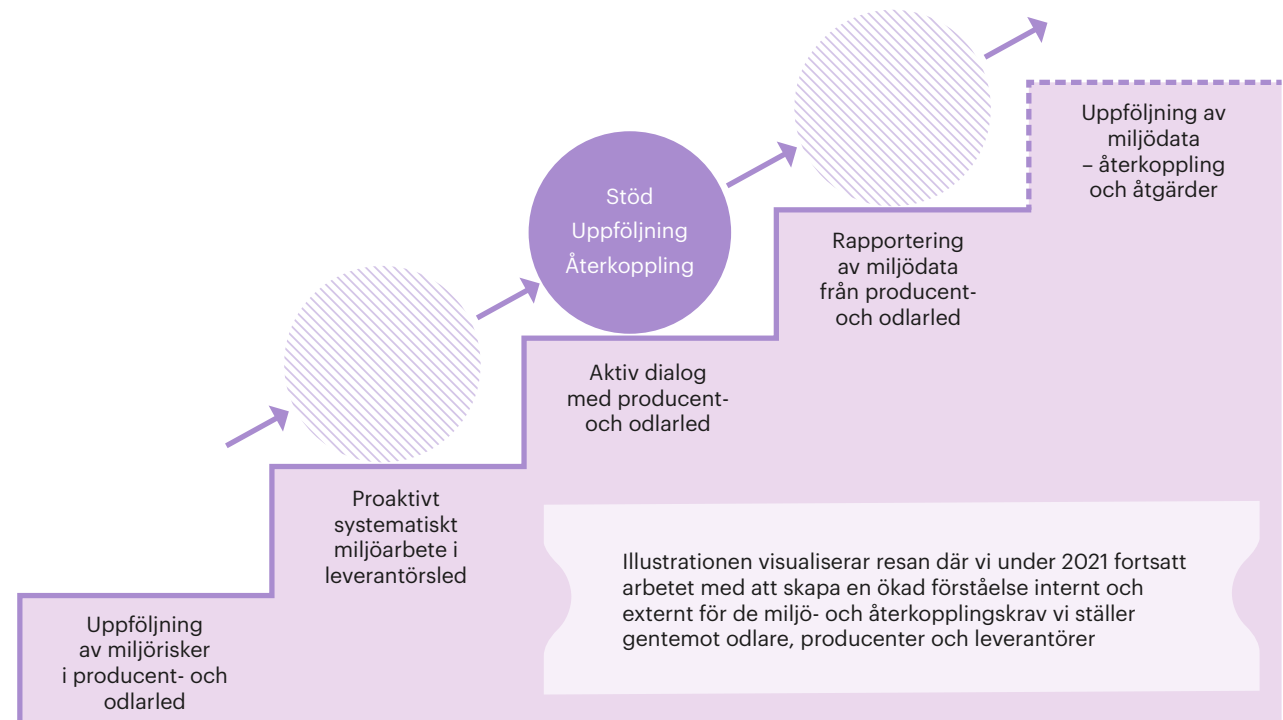 Uppföljning
av miljörisker
i producent- och
odlarled
Proaktivt
systematiskt
miljöarbete i
leverantörsled
Stöd
Uppföljning
Återkoppling
Aktiv dialog
med producent-
och odlarled
Rapportering
av miljödata
från producent-
och odlarled
Uppföljning av
miljödata
– återkoppling
och åtgärder
Illustrationen visualiserar resan där vi under 2021 fortsatt
arbetet med att skapa en ökad förståelse internt och
externt för de miljö- och återkopplingskrav vi ställer
gentemot odlare, producenter och leverantörer